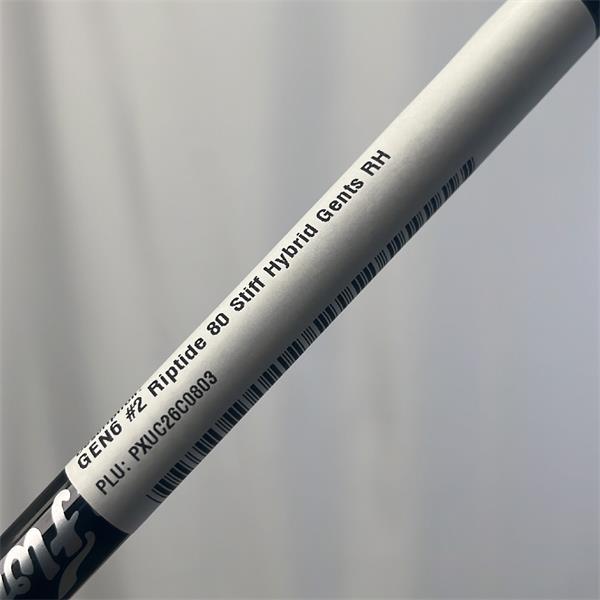 GEN6 #2 Riptide 80 Stiff Hybrid Gents RH
PLU: PXUC26C0803